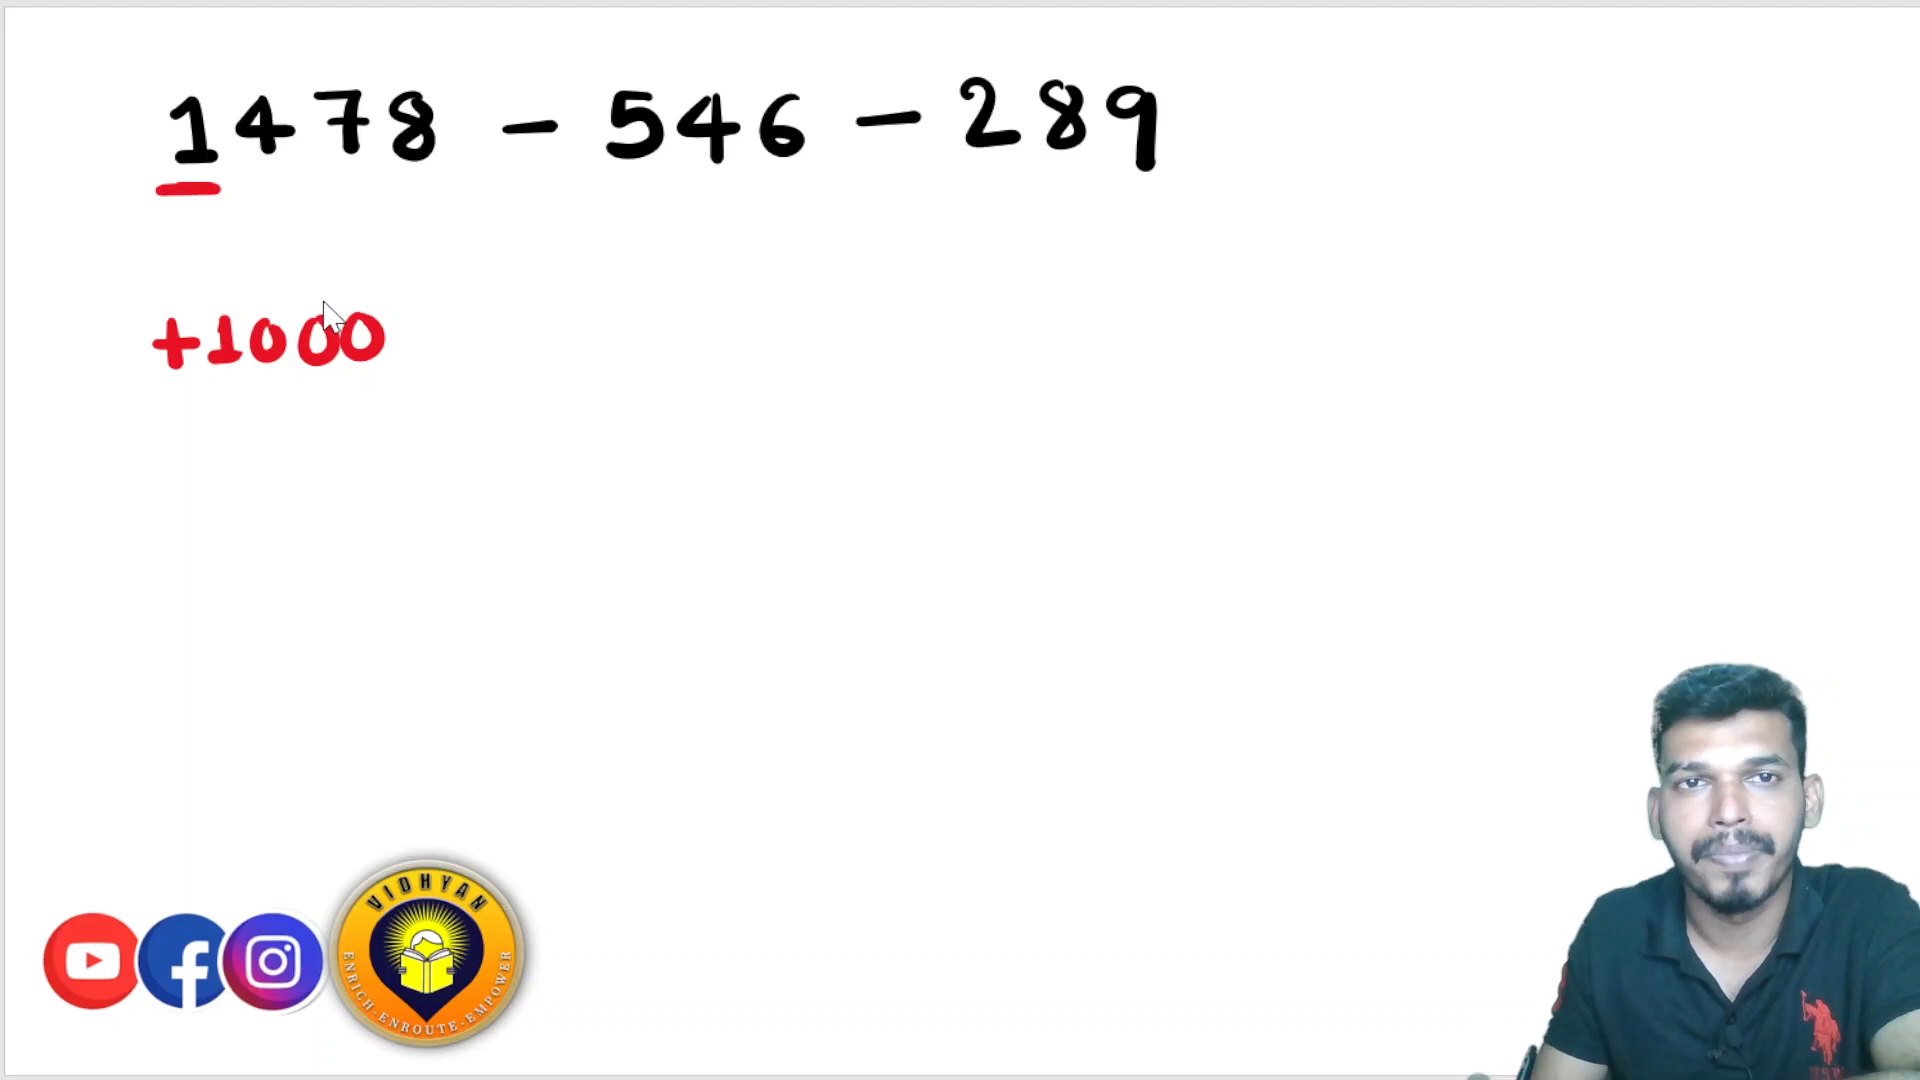 1478 - 546 - 289
+1000
VIDHYAN
ENRICH-ENROUTE-EMPOWER